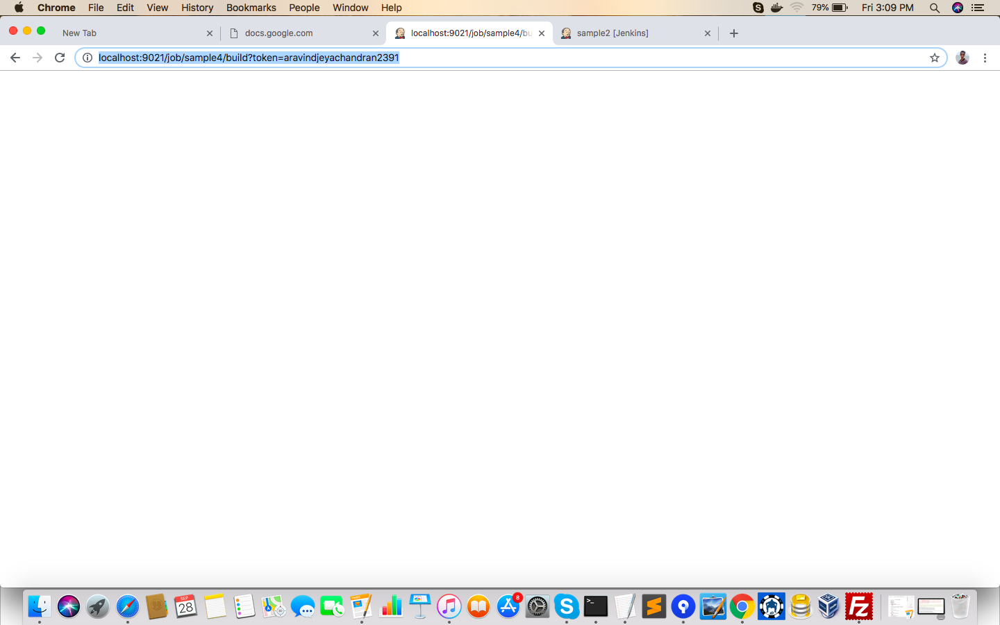 Chrome File Edit View History Bookmarks People Window Help 79% Fri 3:09 PM
New Tab docs.google.com localhost:9021/job/sample4/bu sample2 [Jenkins]
localhost:9021/job/sample4/build?token=aravindjeyachandran2391
SEP
28
8